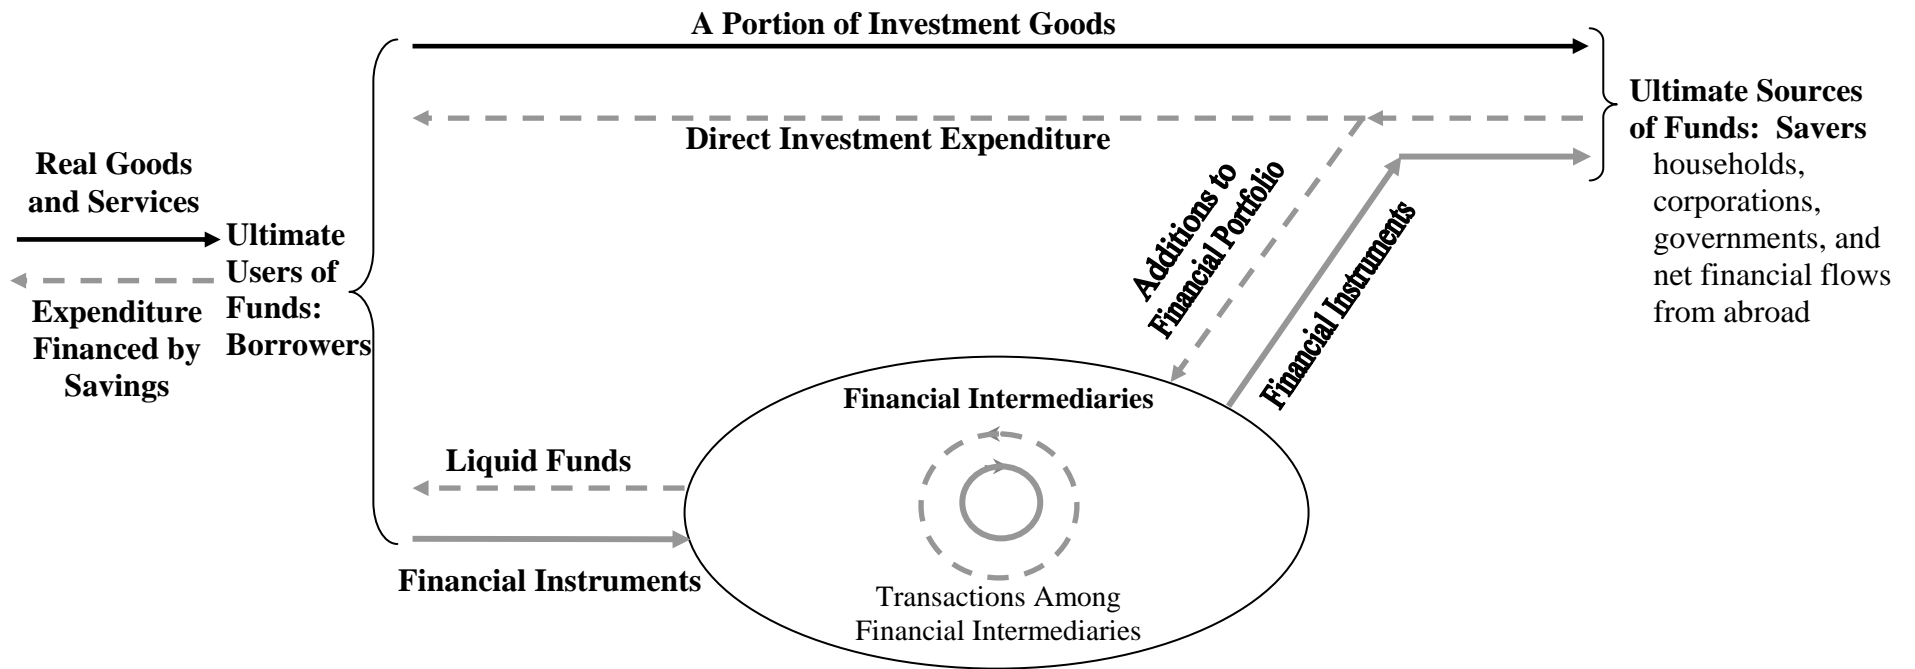 A Portion of Investment Goods
Direct Investment Expenditure
Ultimate Sources
of Funds:  Savers
households,
corporations,
governments, and
net financial flows
from abroad
Real Goods
and Services
Ultimate
Users of
Funds:
Borrowers
Expenditure
Financed by
Savings
Additions to
Financial Portfolio
Financial Instruments
Financial Intermediaries
Liquid Funds
Financial Instruments
Transactions Among
Financial Intermediaries